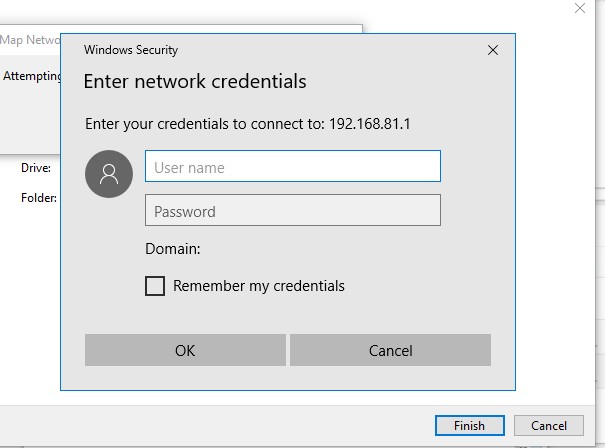 Map Netwo
Windows Security
Enter network credentials
Attempting
Enter your credentials to connect to: 192.168.81.1
User name
Drive:
Folder:
Password
Domain:
Remember my credentials
OK
Cancel
Finish
Cancel